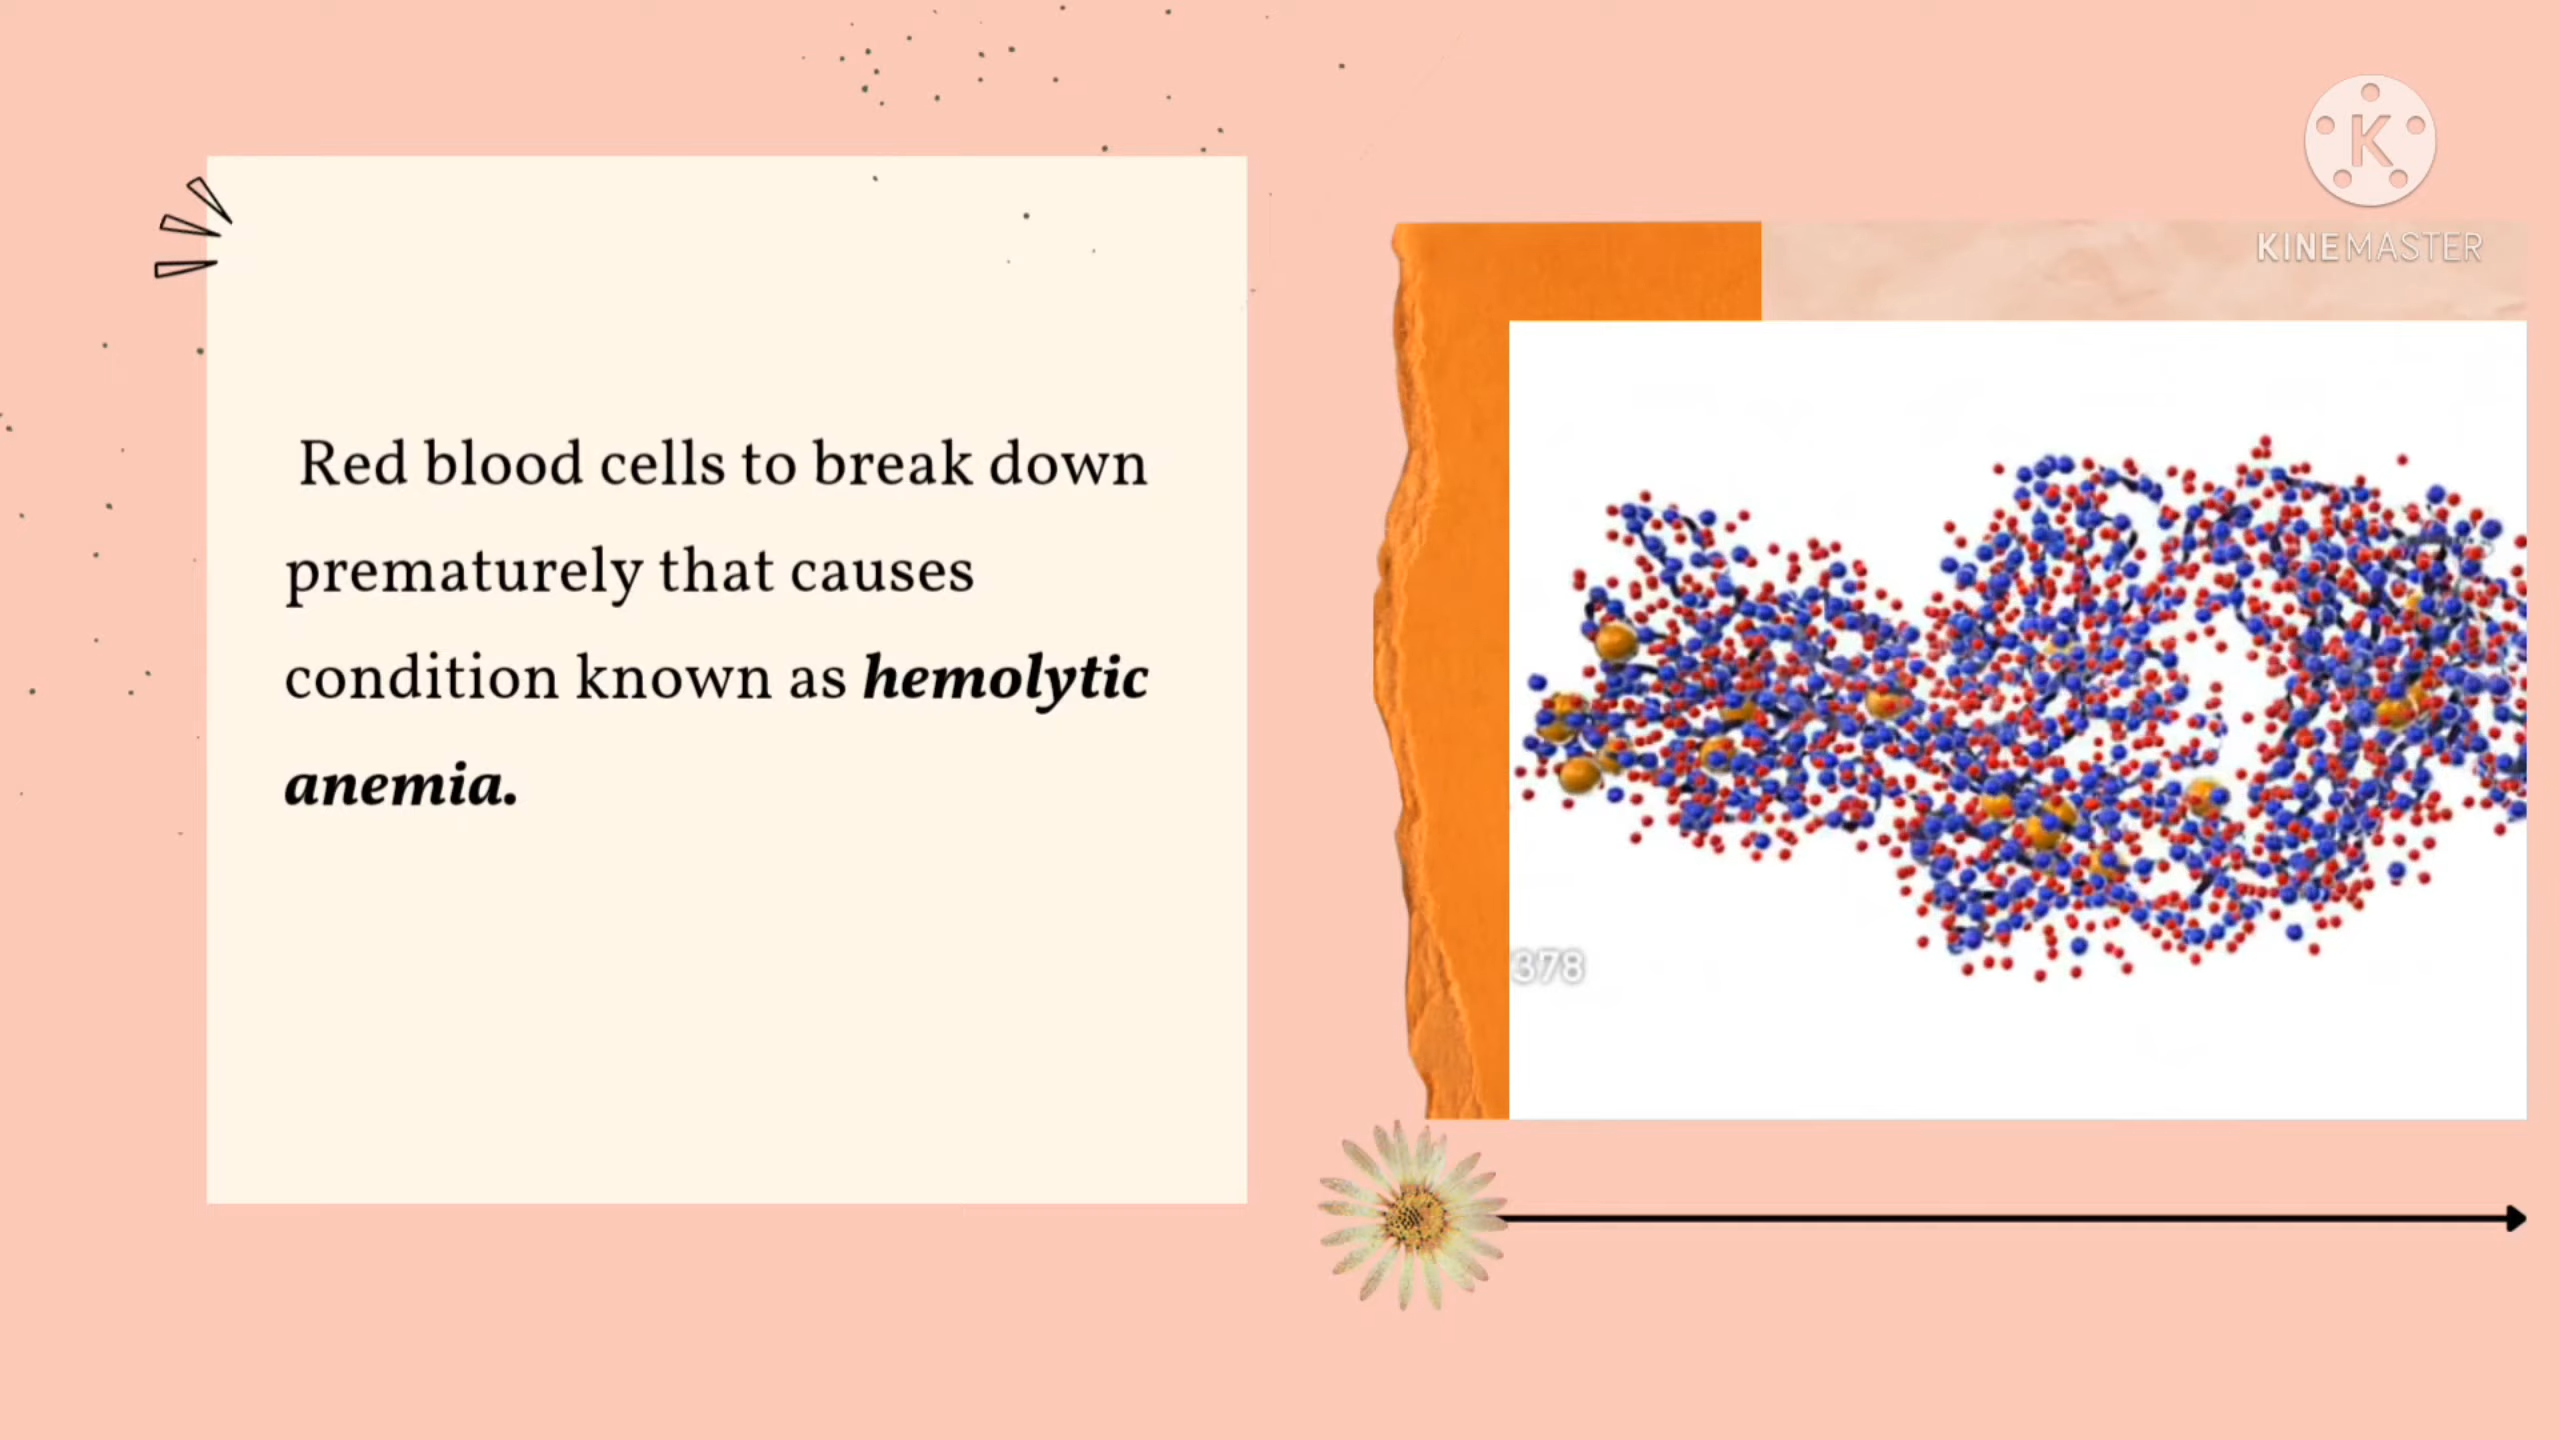 Red blood cells to break down
prematurely that causes
condition known as hemolytic
anemia.
K
KINEMASTER
378